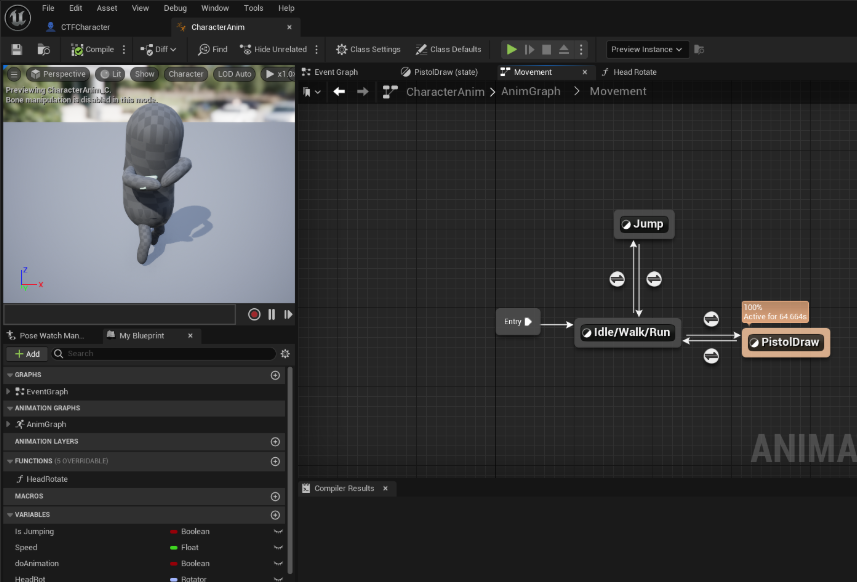 File Edit Asset View Debug Window Tools Help
CTFCharacter
CharacterAnim
Compile
Diff
Find
Hide Unrelated
Class Settings
Class Defaults
Preview Instance
Perspective
Lit
Show
Character
LOD Auto
x1.0
Previewing CharacterAnim_C.
Bone manipulation is disabled in this mode.
Z
X
Event Graph
PistolDraw (state)
Movement
Head Rotate
CharacterAnim > AnimGraph > Movement
Jump
Entry
Idle/Walk/Run
100%
Active for 64.664s
PistolDraw
ANIMA
Pose Watch Man...
My Blueprint
+ Add
Search
GRAPHS
EventGraph
ANIMATION GRAPHS
AnimGraph
ANIMATION LAYERS
FUNCTIONS (5 OVERRIDABLE)
HeadRotate
MACROS
VARIABLES
Is Jumping Boolean
Speed Float
doAnimation Boolean
HeadRot Rotator
Compiler Results